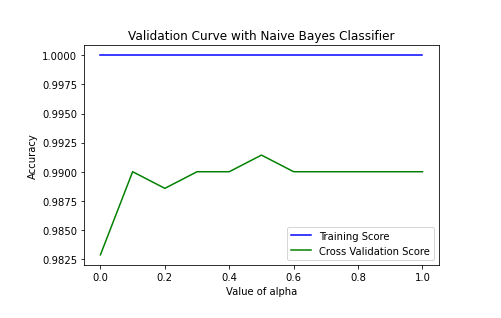 Validation Curve with Naive Bayes Classifier
1.0000
0.9975
0.9950
0.9925
0.9900
0.9875
0.9850
0.9825
Accuracy
Training Score
Cross Validation Score
0.0 0.2 0.4 0.6 0.8 1.0
Value of alpha